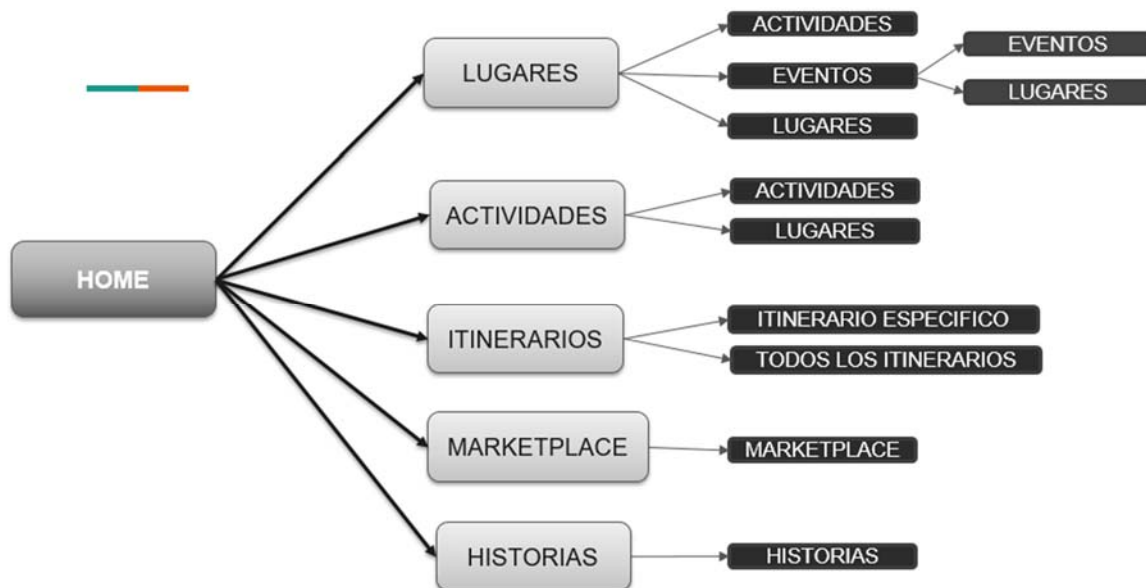 HOME
LUGARES
ACTIVIDADES
EVENTOS
EVENTOS
LUGARES
LUGARES
ACTIVIDADES
ACTIVIDADES
LUGARES
ITINERARIOS
ITINERARIO ESPECIFICO
TODOS LOS ITINERARIOS
MARKETPLACE
MARKETPLACE
HISTORIAS
HISTORIAS